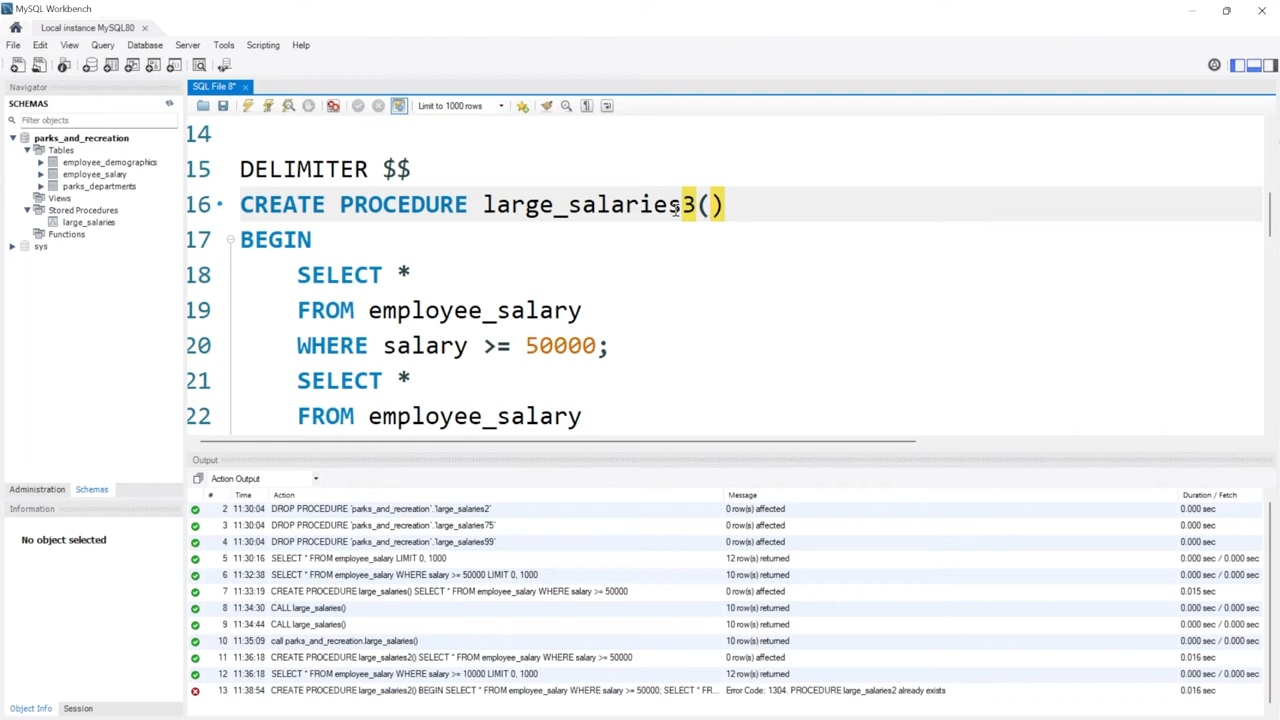 MySQL Workbench
Local instance MySQL80
File Edit View Query Database Server Tools Scripting Help
Navigator
SCHEMAS
Filter objects
parks_and_recreation
Tables
employee_demographics
employee_salary
parks_departments
Views
Stored Procedures
large_salaries
Functions
sys
Administration Schemas
Information
No object selected
Object Info Session
SQL File 8*
Limit to 1000 rows
14
15 DELIMITER $$
16 CREATE PROCEDURE large_salaries3()
17 BEGIN
18 SELECT *
19 FROM employee_salary
20 WHERE salary >= 50000;
21 SELECT *
22 FROM employee_salary
Output
Action Output
# Time Action Message Duration / Fetch
2 11:30:04 DROP PROCEDURE `parks_and_recreation`.`large_salaries2` 0 row(s) affected 0.000 sec
3 11:30:04 DROP PROCEDURE `parks_and_recreation`.`large_salaries75` 0 row(s) affected 0.000 sec
4 11:30:04 DROP PROCEDURE `parks_and_recreation`.`large_salaries99` 0 row(s) affected 0.000 sec
5 11:30:16 SELECT * FROM employee_salary LIMIT 0, 1000 12 row(s) returned 0.000 sec / 0.000 sec
6 11:32:38 SELECT * FROM employee_salary WHERE salary >= 50000 LIMIT 0, 1000 10 row(s) returned 0.000 sec / 0.000 sec
7 11:33:19 CREATE PROCEDURE large_salaries() SELECT * FROM employee_salary WHERE salary >= 50000 0 row(s) affected 0.015 sec
8 11:34:30 CALL large_salaries() 10 row(s) returned 0.000 sec / 0.000 sec
9 11:34:44 CALL large_salaries() 10 row(s) returned 0.000 sec / 0.000 sec
10 11:35:09 call parks_and_recreation.large_salaries() 10 row(s) returned 0.000 sec / 0.000 sec
11 11:36:18 CREATE PROCEDURE large_salaries2() SELECT * FROM employee_salary WHERE salary >= 50000 0 row(s) affected 0.016 sec
12 11:36:18 SELECT * FROM employee_salary WHERE salary >= 10000 LIMIT 0, 1000 12 row(s) returned 0.000 sec / 0.000 sec
13 11:38:54 CREATE PROCEDURE large_salaries2() BEGIN SELECT * FROM employee_salary WHERE salary >= 50000; SELECT * FR... Error Code: 1304. PROCEDURE large_salaries2 already exists 0.016 sec